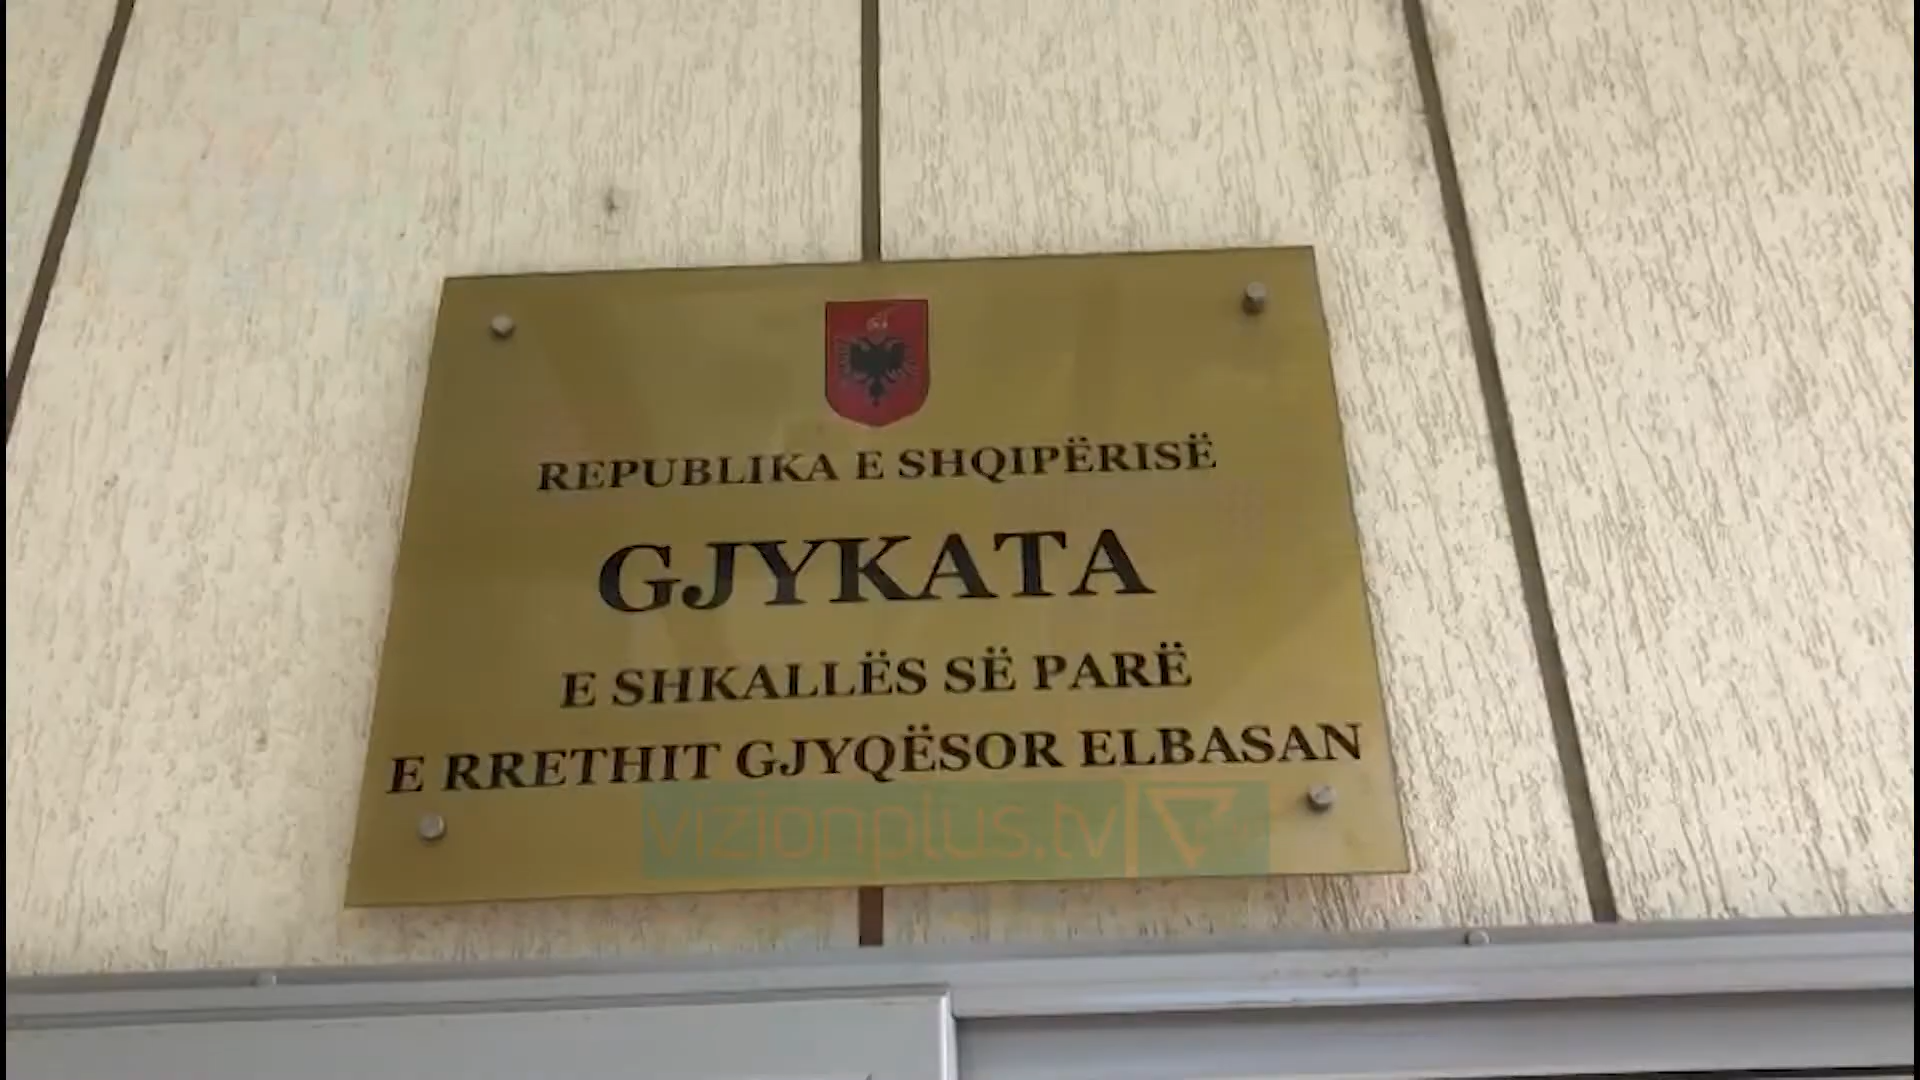 REPUBLIKA E SHQIPËRISË
GJYKATA
E SHKALLËS SË PARË
E RRETHIT GJYQËSOR ELBASAN
vizionplus.tv